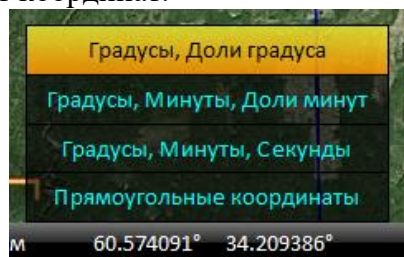 Градусы, Доли градуса
Градусы, Минуты, Доли минут
Градусы, Минуты, Секунды
Прямоугольные координаты
м 60.574091° 34.209386°